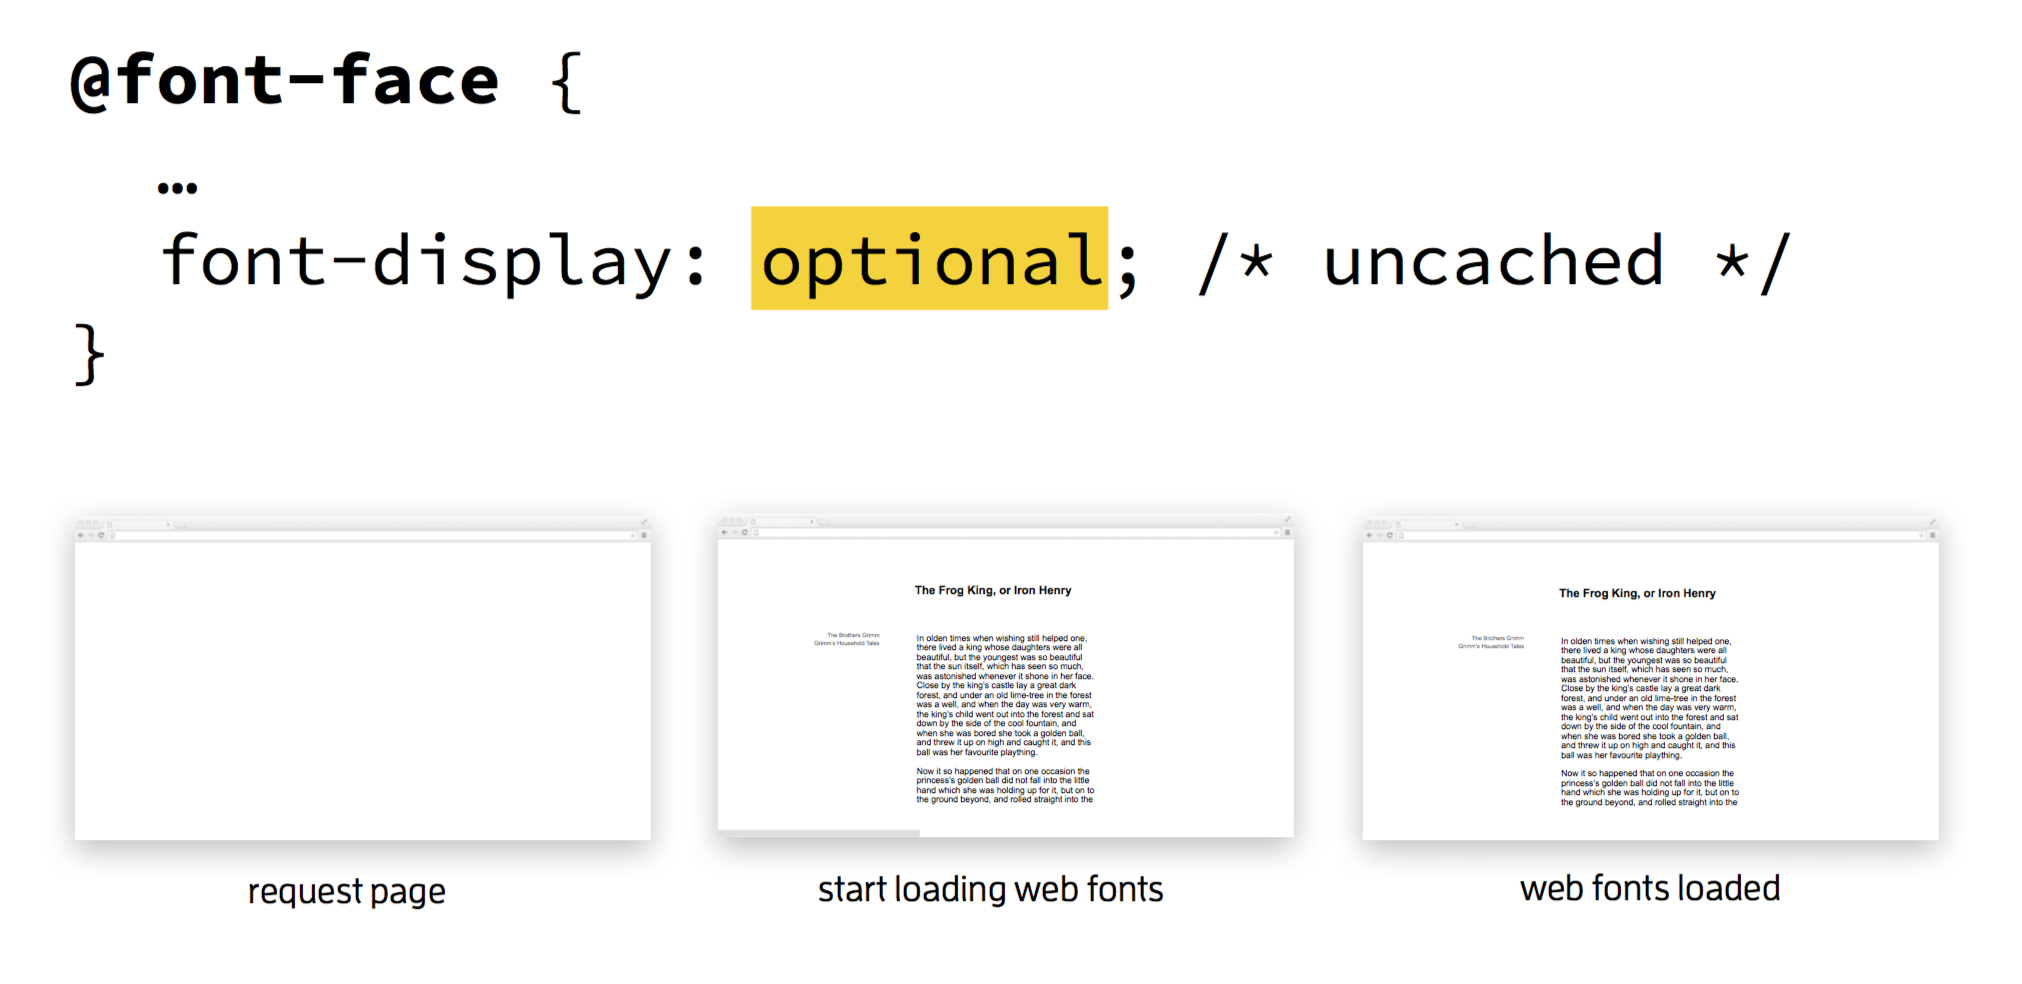 @font-face {
…
font-display: optional; /* uncached */
}
The Frog King, or Iron Henry
The Brothers Grimm
Grimm's Household Tales
In olden times when wishing still helped one,
there lived a king whose daughters were all
beautiful, but the youngest was so beautiful
that the sun itself, which has seen so much,
was astonished whenever it shone in her face.
Close by the king's castle lay a great dark
forest, and under an old lime-tree in the forest
was a well, and when the day was very warm,
the king's child went out into the forest and sat
down by the side of the cool fountain, and
when she was bored she took a golden ball,
and threw it up on high and caught it, and this
ball was her favourite plaything.
Now it so happened that on one occasion the
princess's golden ball did not fall into the little
hand which she was holding up for it, but on to
the ground beyond, and rolled straight into the
The Frog King, or Iron Henry
The Brothers Grimm
Grimm's Household Tales
In olden times when wishing still helped one,
there lived a king whose daughters were all
beautiful, but the youngest was so beautiful
that the sun itself, which has seen so much,
was astonished whenever it shone in her face.
Close by the king's castle lay a great dark
forest, and under an old lime-tree in the forest
was a well, and when the day was very warm,
the king's child went out into the forest and sat
down by the side of the cool fountain, and
when she was bored she took a golden ball,
and threw it up on high and caught it, and this
ball was her favourite plaything.
Now it so happened that on one occasion the
princess's golden ball did not fall into the little
hand which she was holding up for it, but on to
the ground beyond, and rolled straight into the
request page
start loading web fonts
web fonts loaded